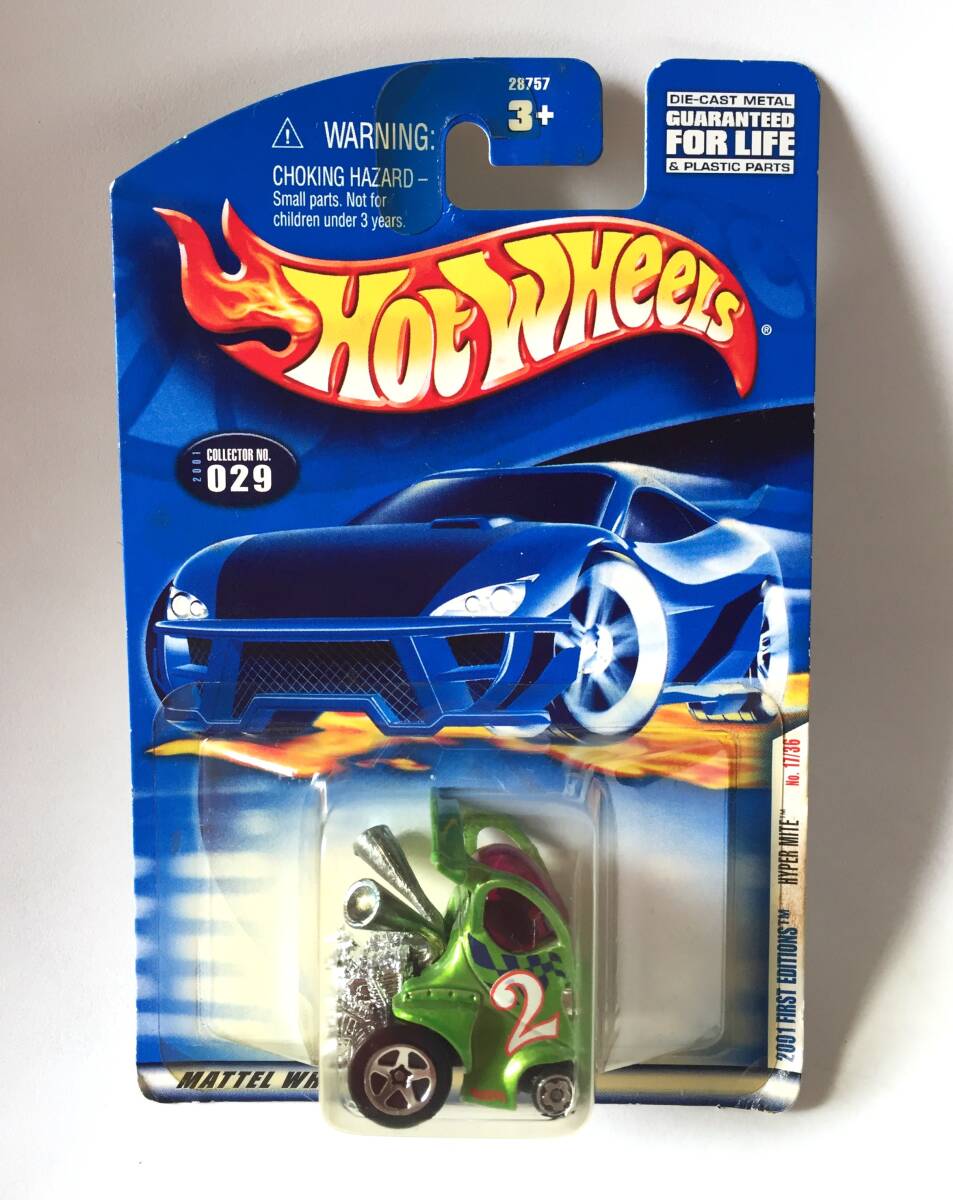 28757
3+
⚠ WARNING:
CHOKING HAZARD –
Small parts. Not for
children under 3 years.
DIE-CAST METAL
GUARANTEED
FOR LIFE
& PLASTIC PARTS
HOT WHEELS®
2001
COLLECTOR NO.
029
2
2001 FIRST EDITIONS™ HYPER MITE™ No. 17/36
MATTEL